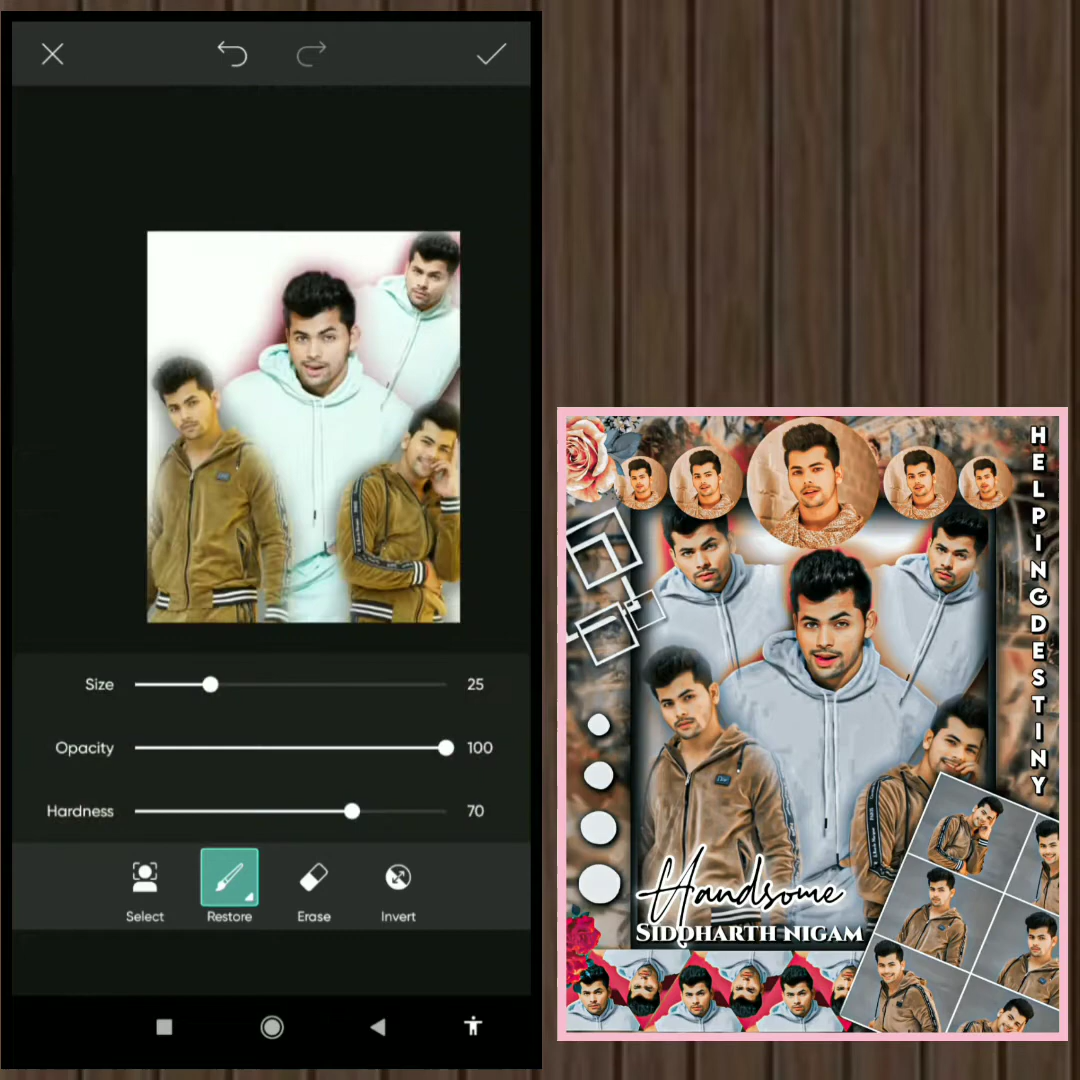 Size
25
Opacity
100
Hardness
70
Select
Restore
Erase
Invert
HELPINGDESTINY
Handsome
SIDDHARTH NIGAM